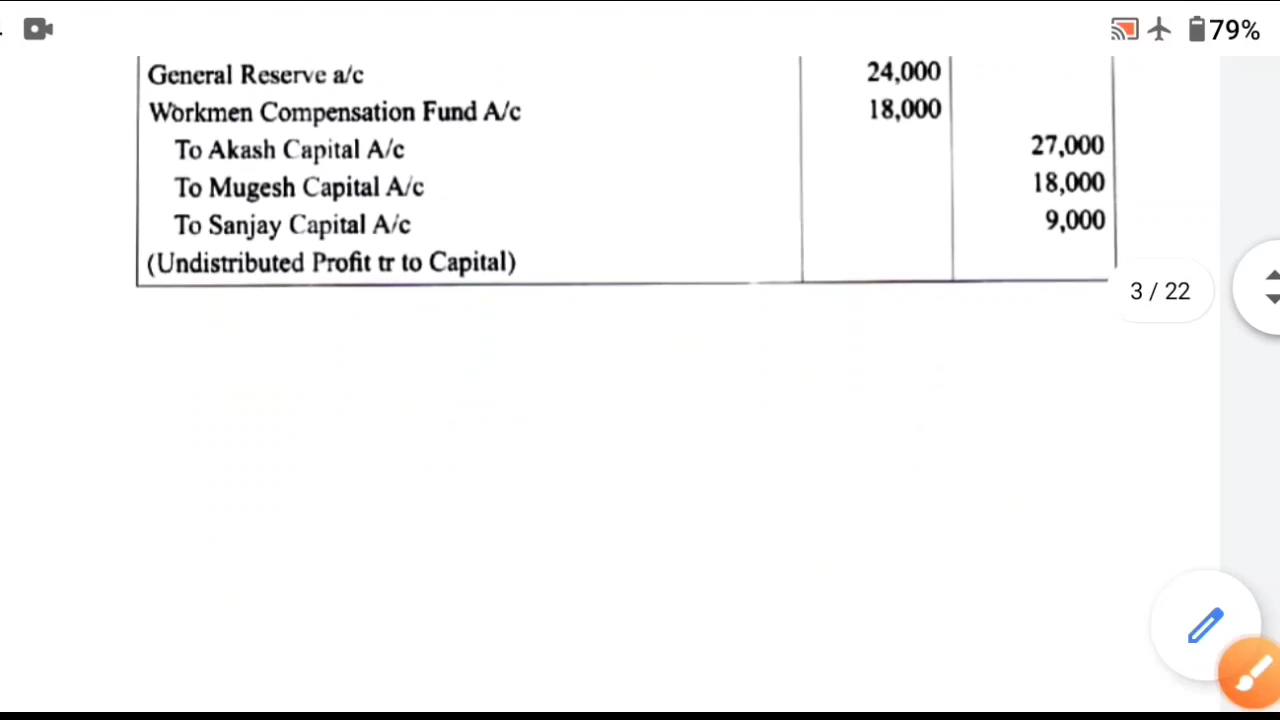 79%
General Reserve a/c 24,000
Workmen Compensation Fund A/c 18,000
To Akash Capital A/c 27,000
To Mugesh Capital A/c 18,000
To Sanjay Capital A/c 9,000
(Undistributed Profit tr to Capital)
3 / 22